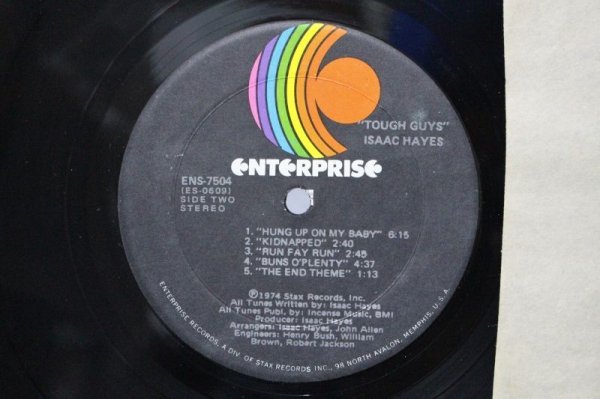 "TOUGH GUYS"
ISAAC HAYES
ENTERPRISE
ENS-7504
(ES-0609)
SIDE TWO
STEREO
1. "HUNG UP ON MY BABY" 6:15
2. "KIDNAPPED" 2:40
3. "RUN FAY RUN" 2:45
4. "BUNS O'PLENTY" 4:37
5. "THE END THEME" 1:13
Ⓟ1974 Stax Records, Inc.
All Tunes Written by: Isaac Hayes
All Tunes Publ. by: Incense Music, BMI
Producer: Isaac Hayes
Arrangers: Isaac Hayes, John Allen
Engineers: Henry Bush, William
Brown, Robert Jackson
ENTERPRISE RECORDS, A DIV. OF STAX RECORDS INC., 98 NORTH AVALON, MEMPHIS, U.S.A.